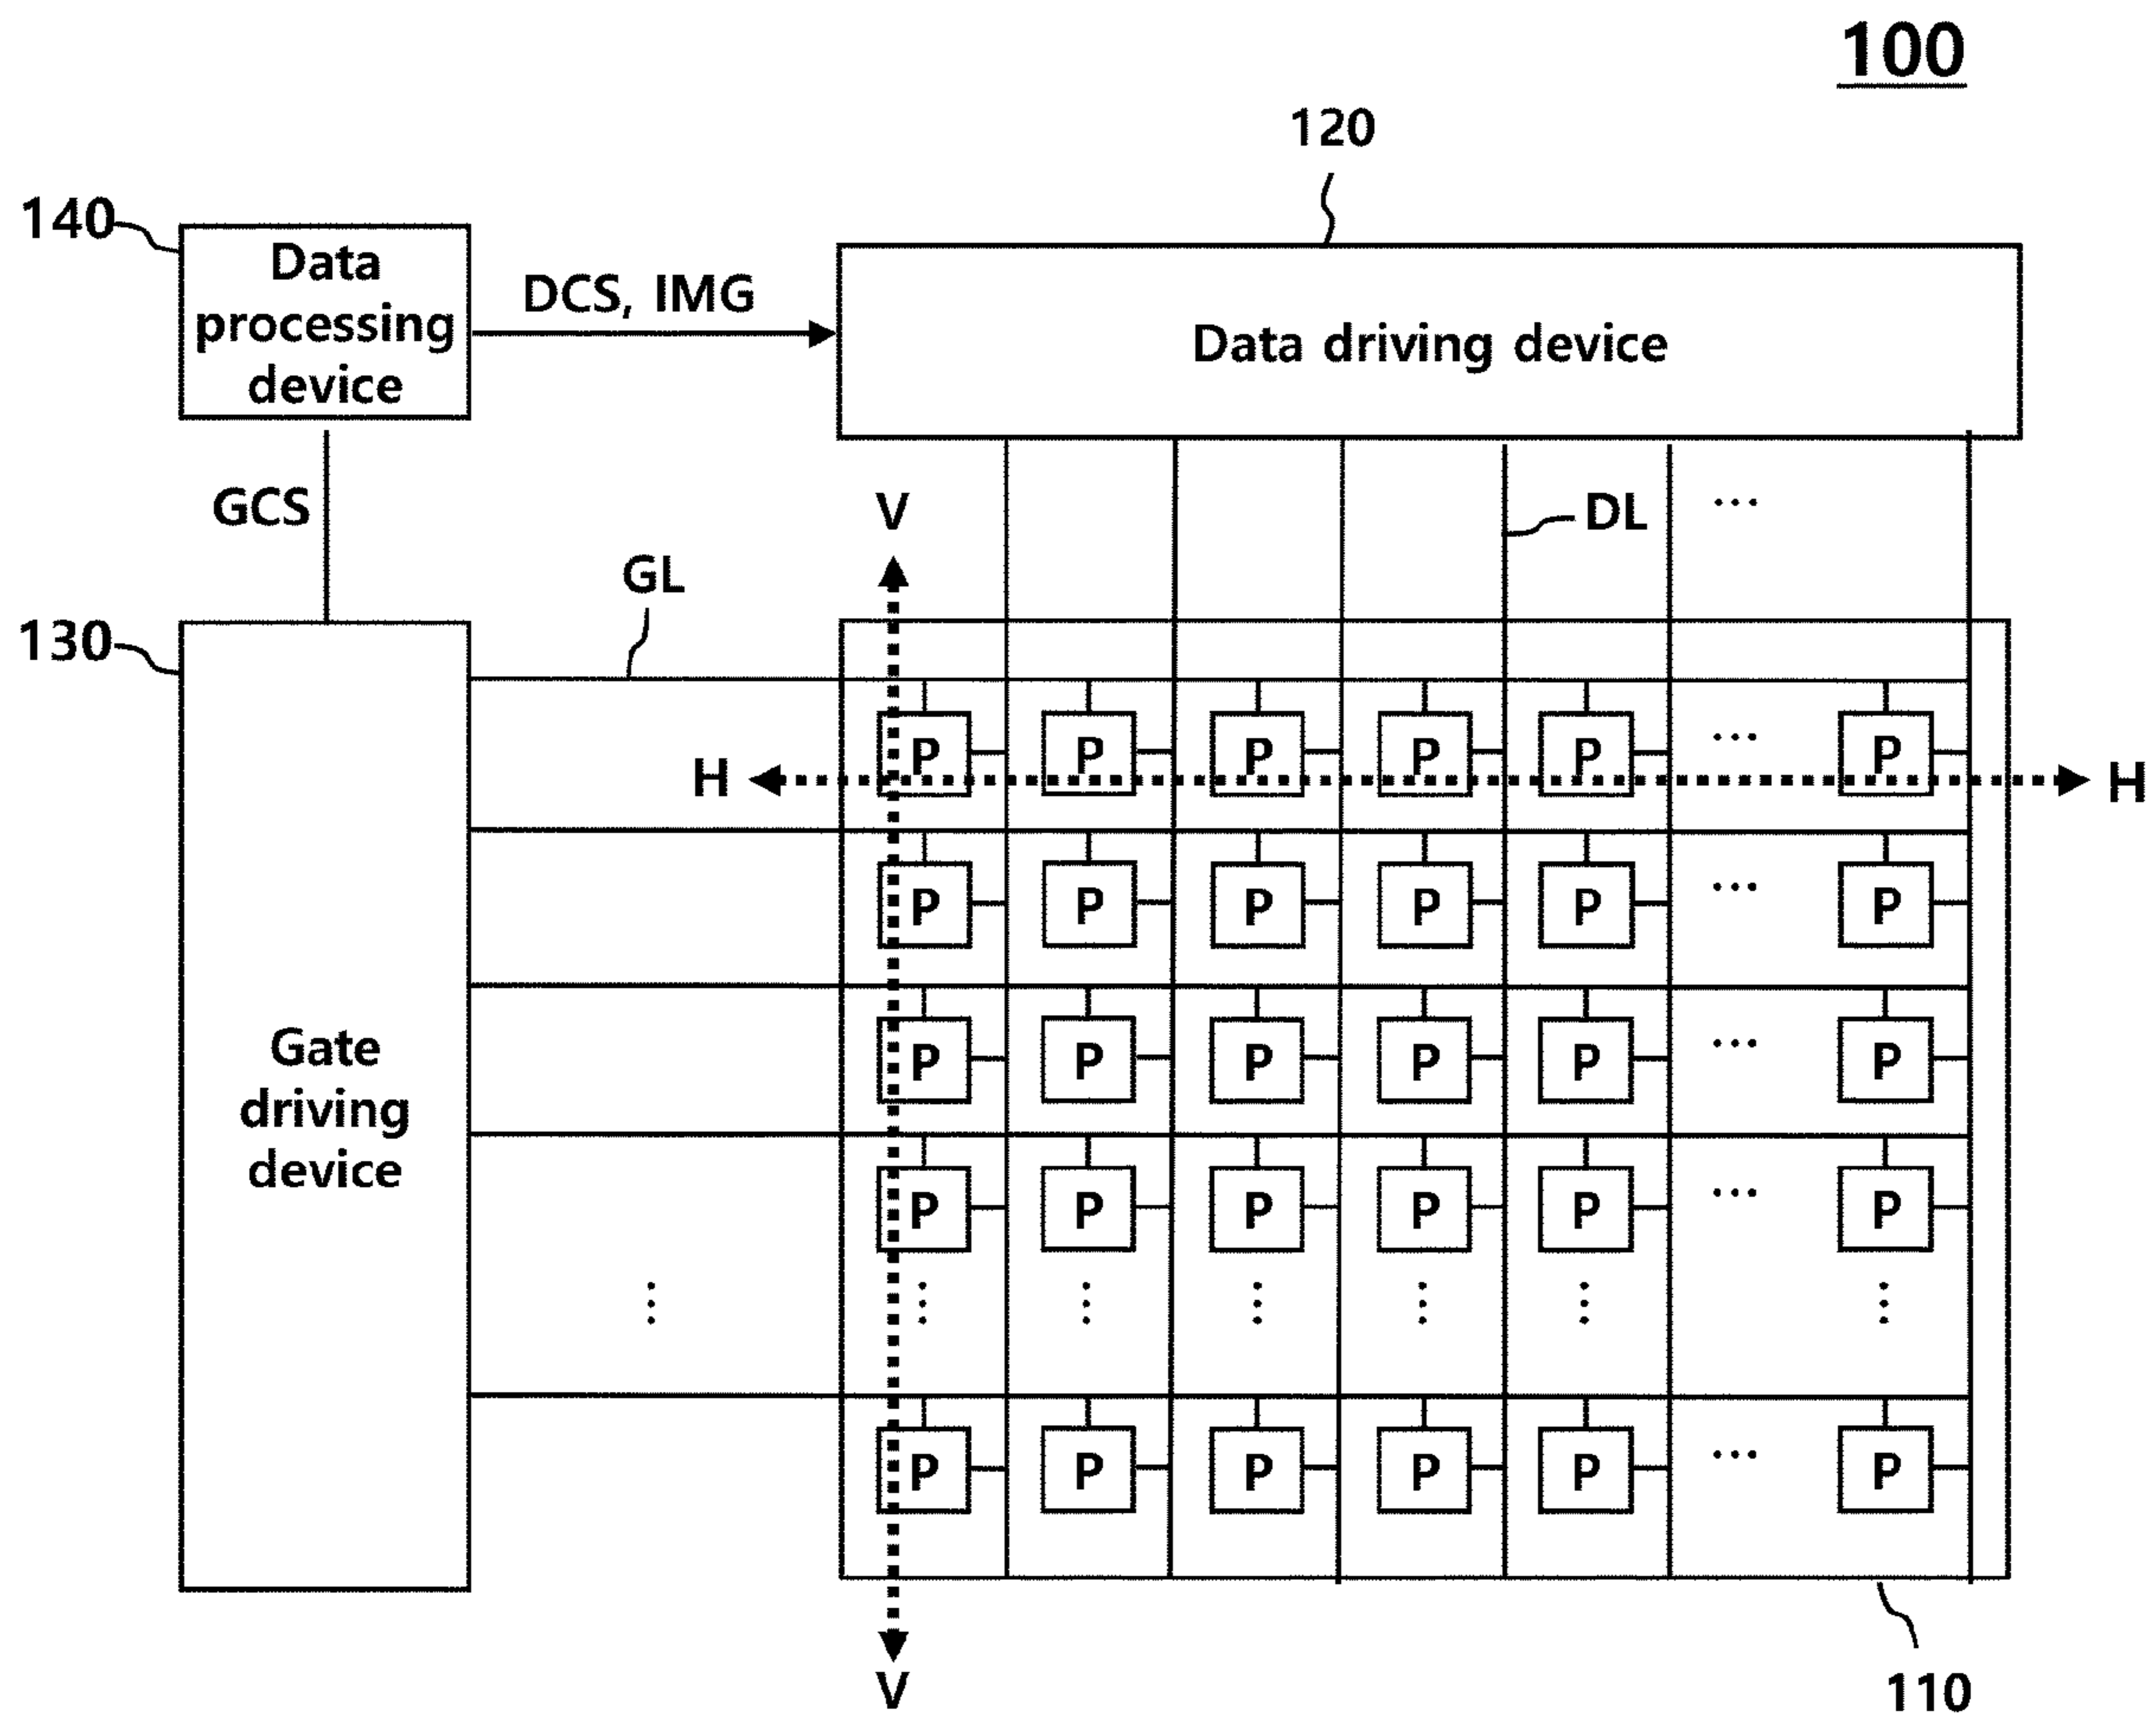 100
120
140
Data
processing
device
DCS, IMG
Data driving device
GCS
V
DL
...
GL
130
P P P P P ... P
H H
P P P P P ... P
P P P P P ... P
Gate
driving
device
P P P P P ... P
⋮ ⋮ ⋮ ⋮ ⋮ ⋮ ⋮
P P P P P ... P
V
110